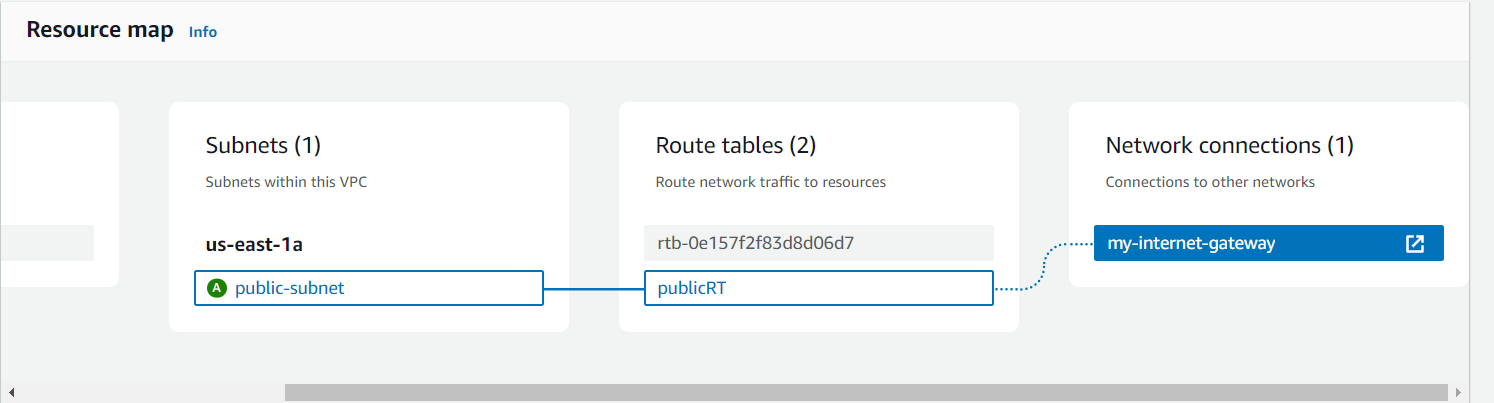 Resource map Info
Subnets (1)
Subnets within this VPC
us-east-1a
A public-subnet
Route tables (2)
Route network traffic to resources
rtb-0e157f2f83d8d06d7
publicRT
Network connections (1)
Connections to other networks
my-internet-gateway